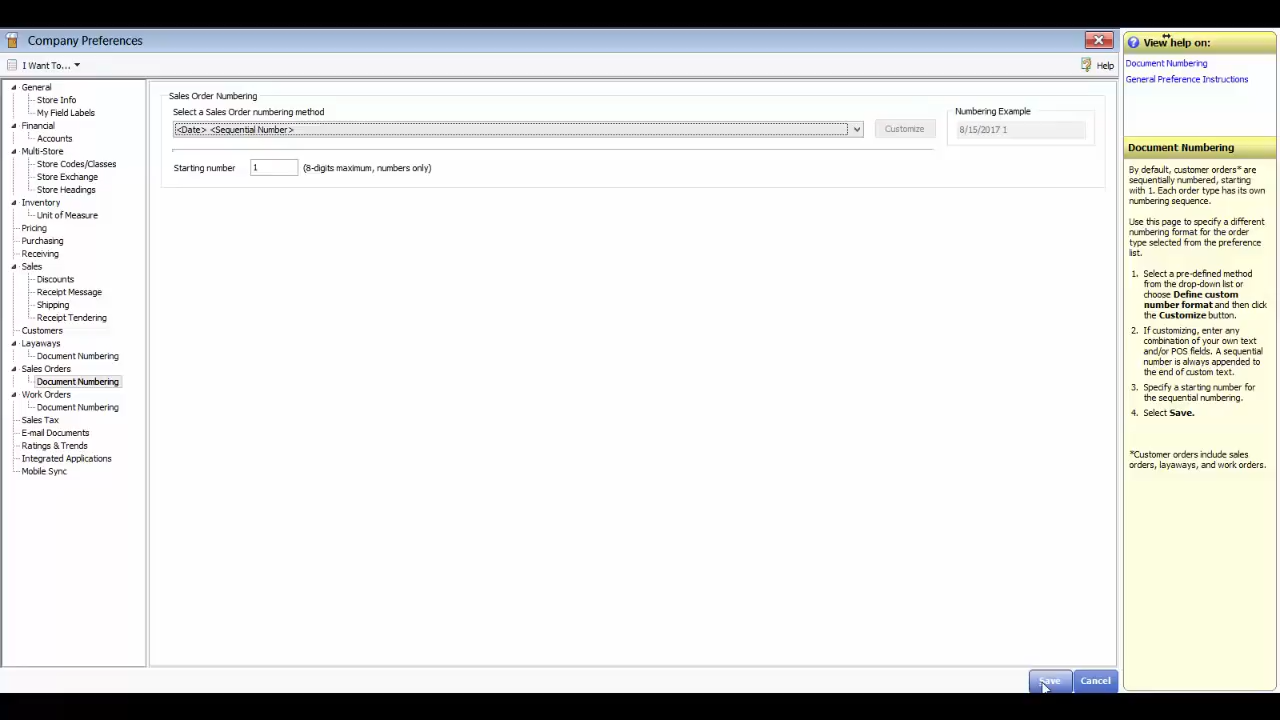 Company Preferences
I Want To...
Help
General
Store Info
My Field Labels
Financial
Accounts
Multi-Store
Store Codes/Classes
Store Exchange
Store Headings
Inventory
Unit of Measure
Pricing
Purchasing
Receiving
Sales
Discounts
Receipt Message
Shipping
Receipt Tendering
Customers
Layaways
Document Numbering
Sales Orders
Document Numbering
Work Orders
Document Numbering
Sales Tax
E-mail Documents
Ratings & Trends
Integrated Applications
Mobile Sync
Sales Order Numbering
Select a Sales Order numbering method
<Date> <Sequential Number>
Customize
Numbering Example
8/15/2017 1
Starting number 1 (8-digits maximum, numbers only)
Save Cancel
View help on:
Document Numbering
General Preference Instructions
Document Numbering
By default, customer orders* are
sequentially numbered, starting
with 1. Each order type has its own
numbering sequence.
Use this page to specify a different
numbering format for the order
type selected from the preference
list.
1. Select a pre-defined method
from the drop-down list or
choose Define custom
number format and then click
the Customize button.
2. If customizing, enter any
combination of your own text
and/or POS fields. A sequential
number is always appended to
the end of custom text.
3. Specify a starting number for
the sequential numbering.
4. Select Save.
*Customer orders include sales
orders, layaways, and work orders.